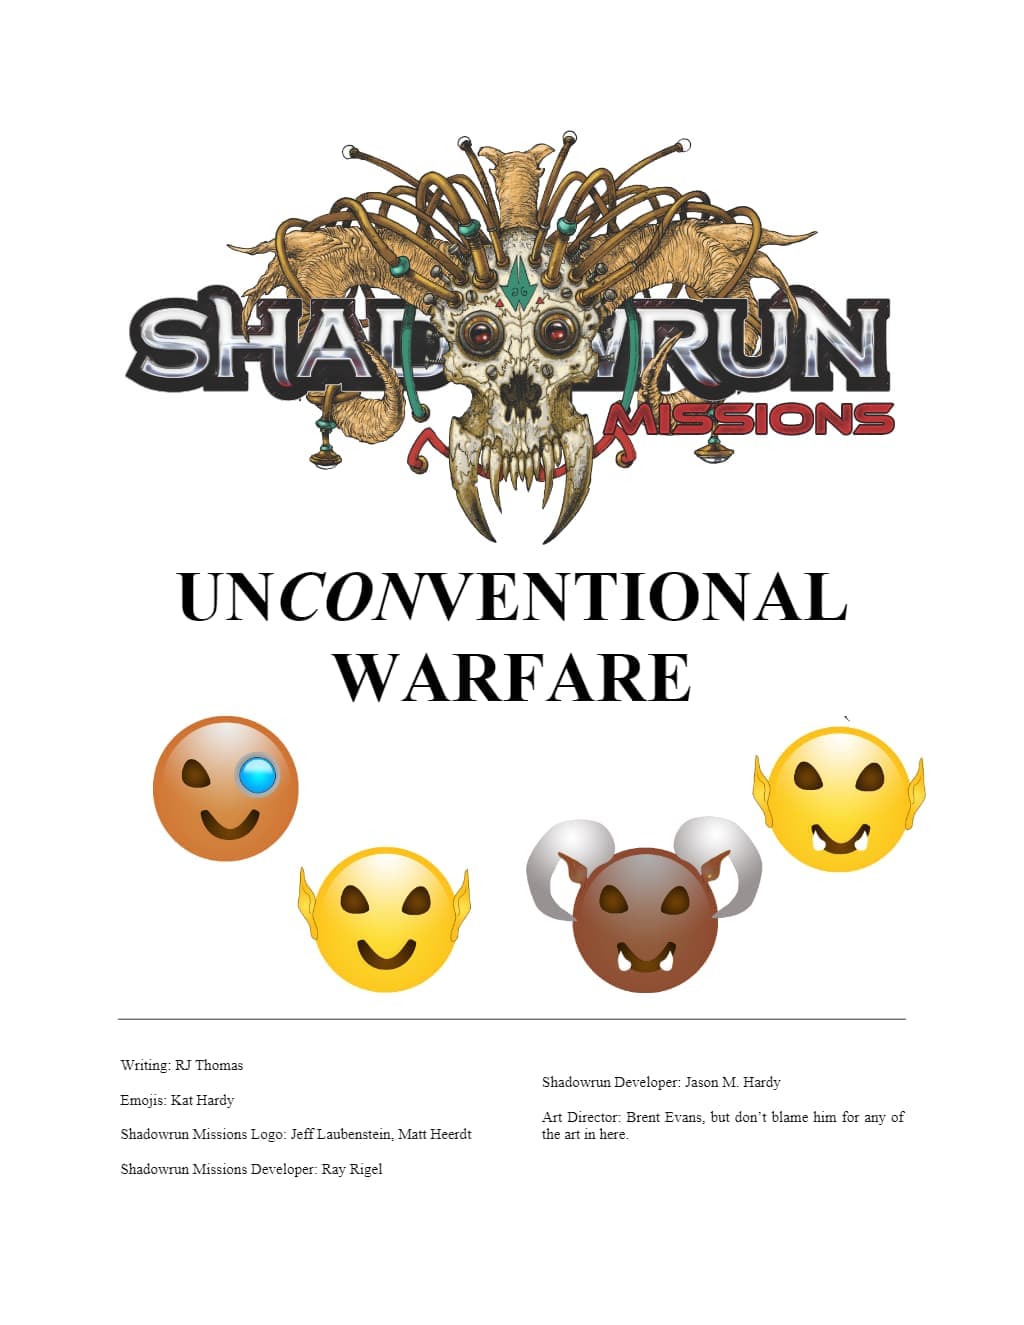 SHADOWRUN
MISSIONS
UNCONVENTIONAL
WARFARE
Writing: RJ Thomas
Emojis: Kat Hardy
Shadowrun Missions Logo: Jeff Laubenstein, Matt Heerdt
Shadowrun Missions Developer: Ray Rigel
Shadowrun Developer: Jason M. Hardy
Art Director: Brent Evans, but don’t blame him for any of
the art in here.